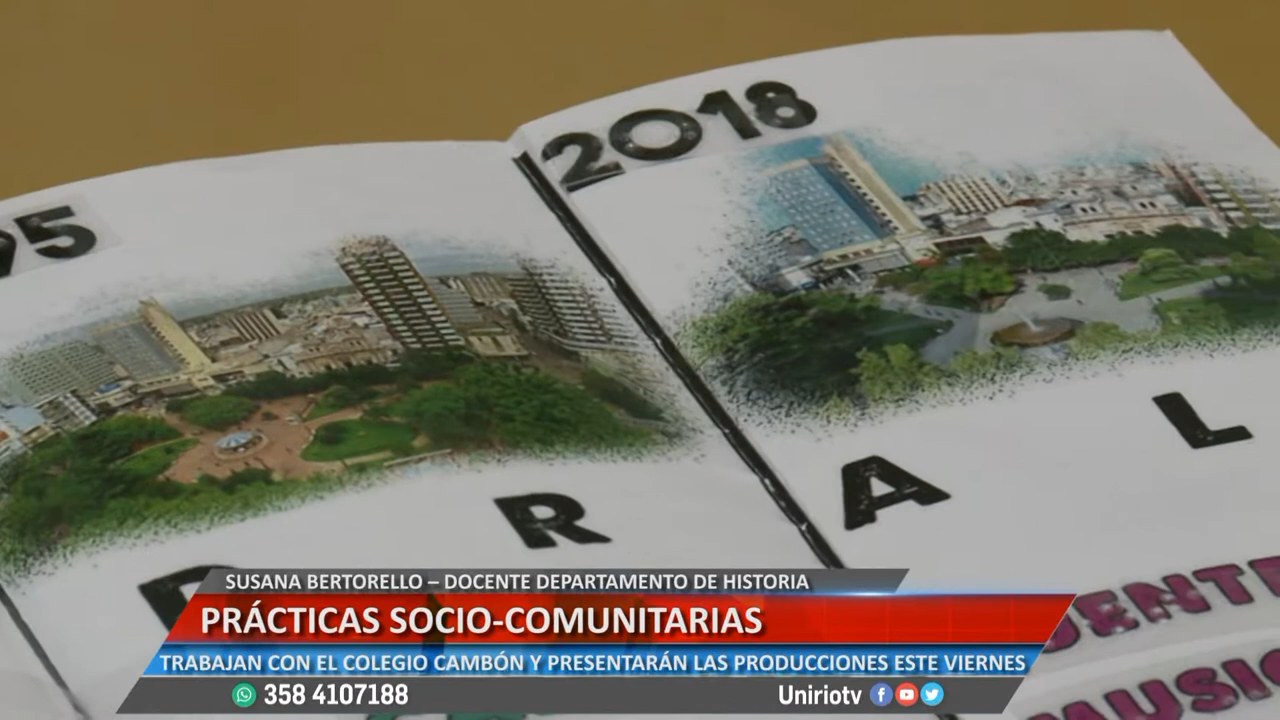 2018
95
L
A
R
SUSANA BERTORELLO – DOCENTE DEPARTAMENTO DE HISTORIA
PRÁCTICAS SOCIO-COMUNITARIAS
TRABAJAN CON EL COLEGIO CAMBÓN Y PRESENTARÁN LAS PRODUCCIONES ESTE VIERNES
358 4107188 Uniriotv